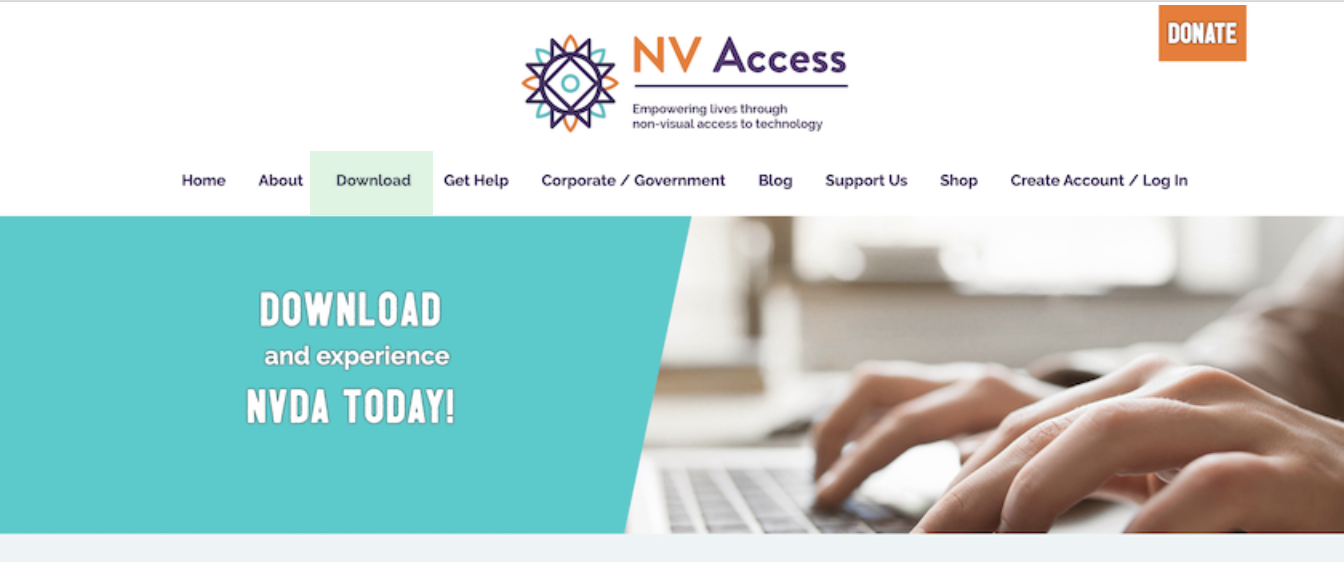 DONATE
NV Access
Empowering lives through
non-visual access to technology
Home About Download Get Help Corporate / Government Blog Support Us Shop Create Account / Log In
DOWNLOAD
and experience
NVDA TODAY!